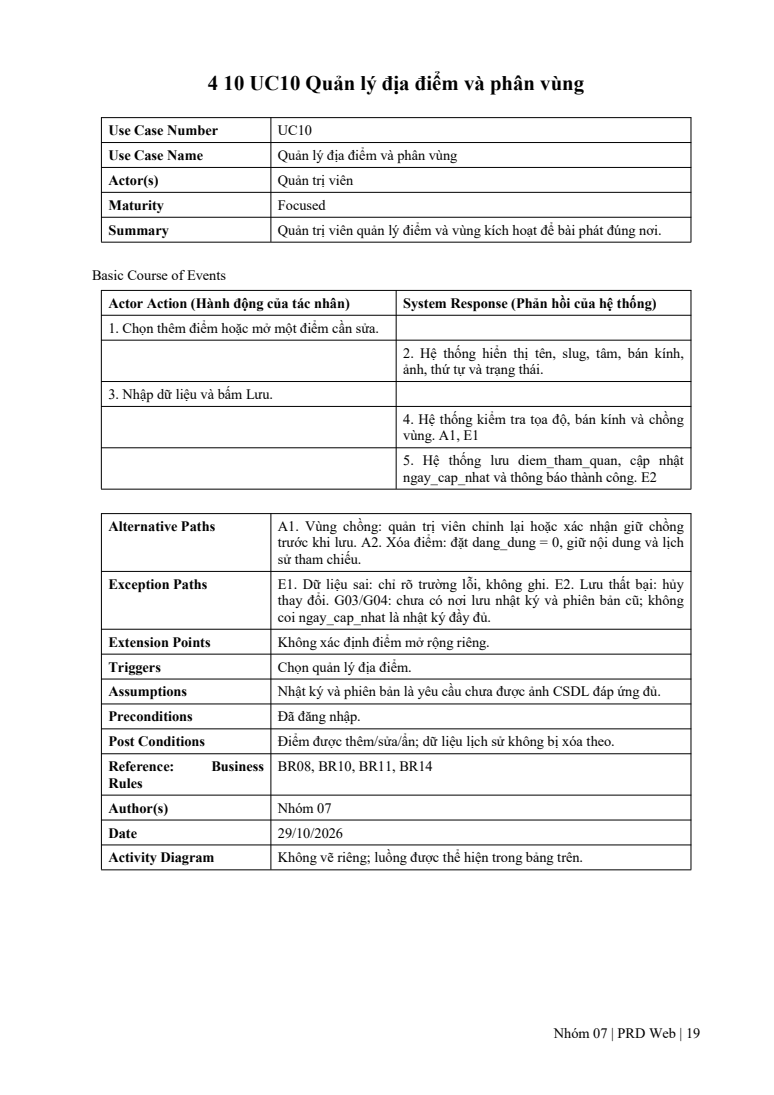 4 10 UC10 Quản lý địa điểm và phân vùng
Use Case Number UC10
Use Case Name Quản lý địa điểm và phân vùng
Actor(s) Quản trị viên
Maturity Focused
Summary Quản trị viên quản lý điểm và vùng kích hoạt để bài phát đúng nơi.
Basic Course of Events
Actor Action (Hành động của tác nhân) System Response (Phản hồi của hệ thống)
1. Chọn thêm điểm hoặc mở một điểm cần sửa.
2. Hệ thống hiển thị tên, slug, tâm, bán kính,
ảnh, thứ tự và trạng thái.
3. Nhập dữ liệu và bấm Lưu.
4. Hệ thống kiểm tra tọa độ, bán kính và chồng
vùng. A1, E1
5. Hệ thống lưu diem_tham_quan, cập nhật
ngay_cap_nhat và thông báo thành công. E2
Alternative Paths A1. Vùng chồng: quản trị viên chỉnh lại hoặc xác nhận giữ chồng
trước khi lưu. A2. Xóa điểm: đặt dang_dung = 0, giữ nội dung và lịch
sử tham chiếu.
Exception Paths E1. Dữ liệu sai: chỉ rõ trường lỗi, không ghi. E2. Lưu thất bại: hủy
thay đổi. G03/G04: chưa có nơi lưu nhật ký và phiên bản cũ; không
coi ngay_cap_nhat là nhật ký đầy đủ.
Extension Points Không xác định điểm mở rộng riêng.
Triggers Chọn quản lý địa điểm.
Assumptions Nhật ký và phiên bản là yêu cầu chưa được ảnh CSDL đáp ứng đủ.
Preconditions Đã đăng nhập.
Post Conditions Điểm được thêm/sửa/ẩn; dữ liệu lịch sử không bị xóa theo.
Reference: Business BR08, BR10, BR11, BR14
Rules
Author(s) Nhóm 07
Date 29/10/2026
Activity Diagram Không vẽ riêng; luồng được thể hiện trong bảng trên.
Nhóm 07 | PRD Web | 19